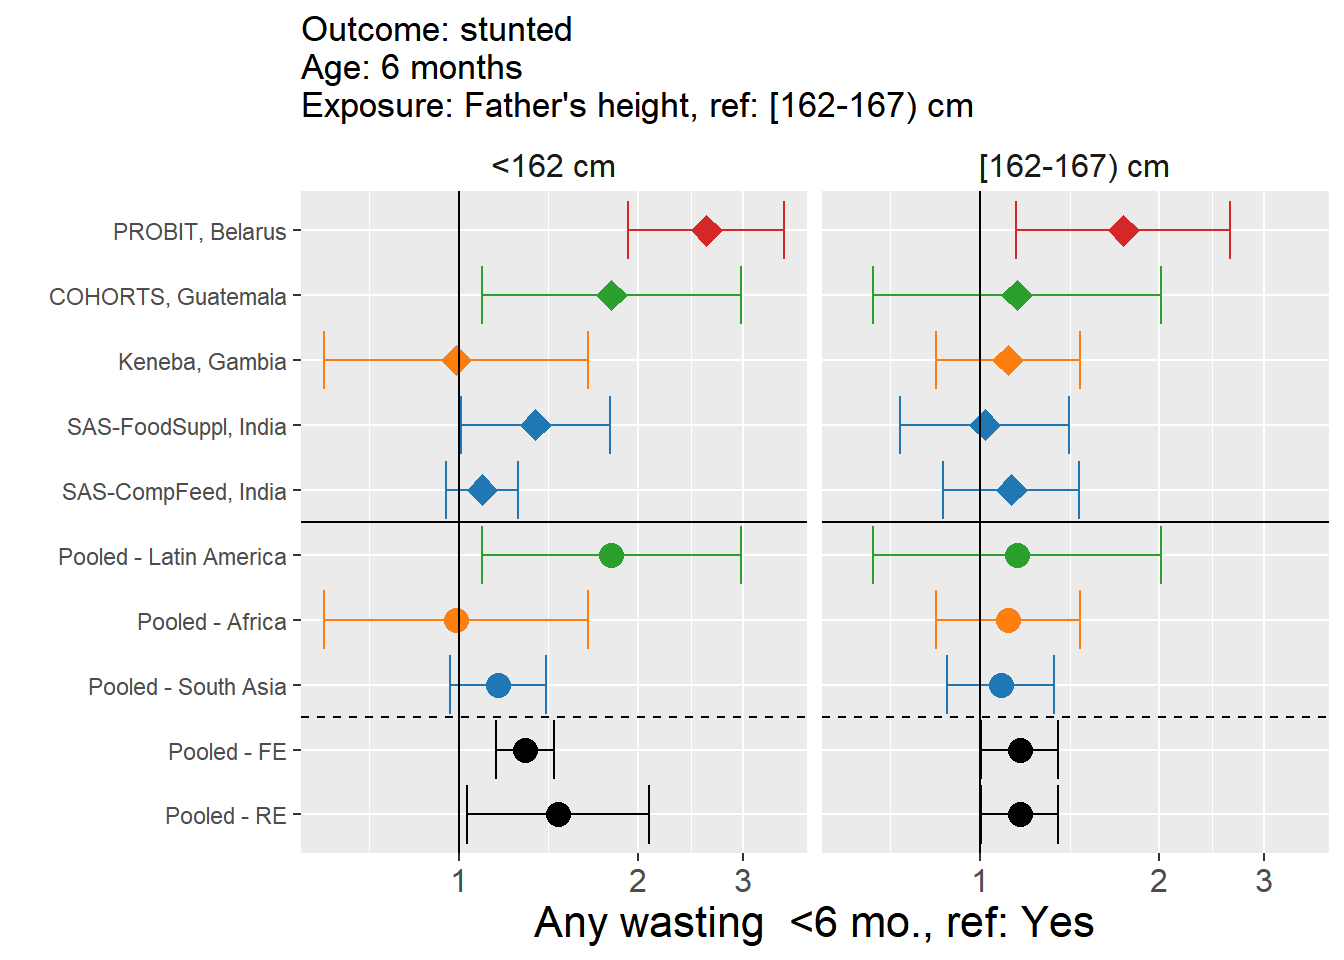 Outcome: stunted
Age: 6 months
Exposure: Father's height, ref: [162-167) cm
<162 cm
[162-167) cm
PROBIT, Belarus
COHORTS, Guatemala
Keneba, Gambia
SAS-FoodSuppl, India
SAS-CompFeed, India
Pooled - Latin America
Pooled - Africa
Pooled - South Asia
Pooled - FE
Pooled - RE
1 2 3
1 2 3
Any wasting  <6 mo., ref: Yes